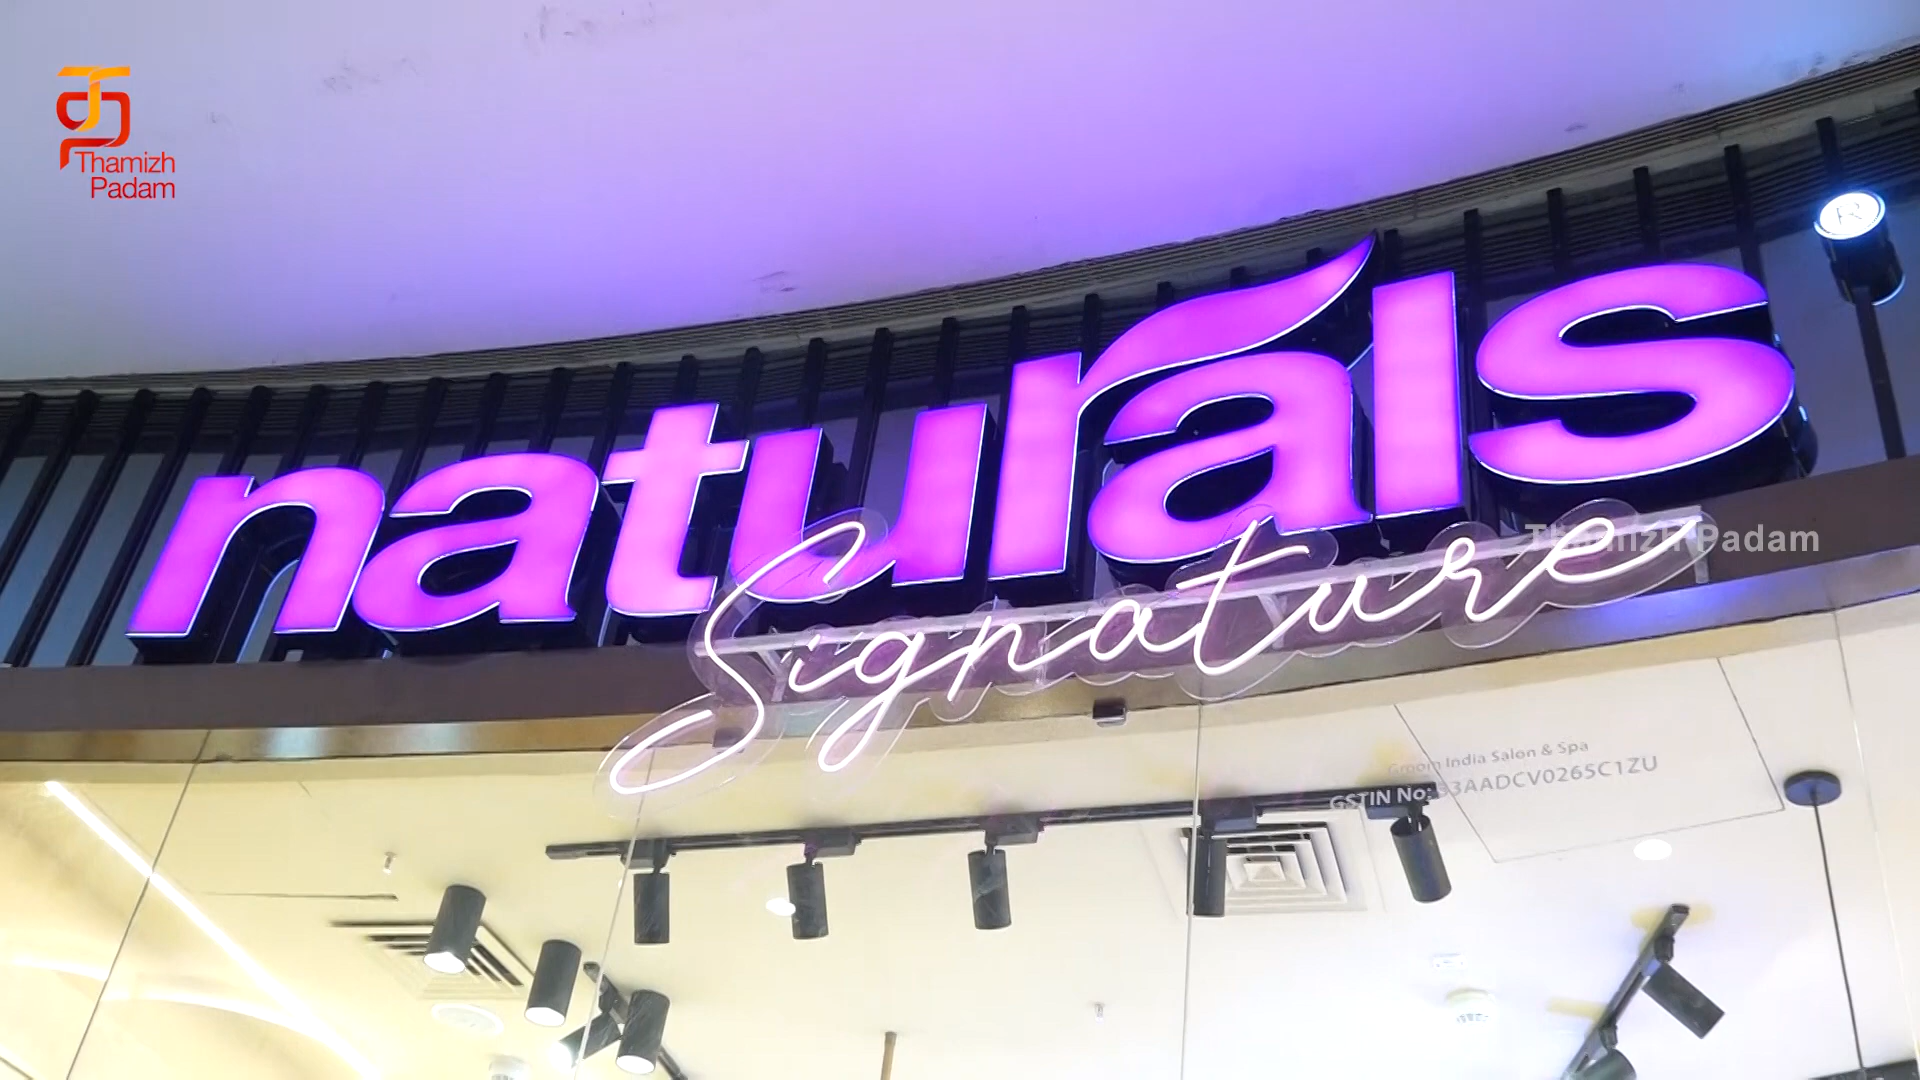 Thamizh
Padam
R
naturals
Signature
Thamizh Padam
Groom India Salon & Spa
GSTIN No: 33AADCV0265C1ZU